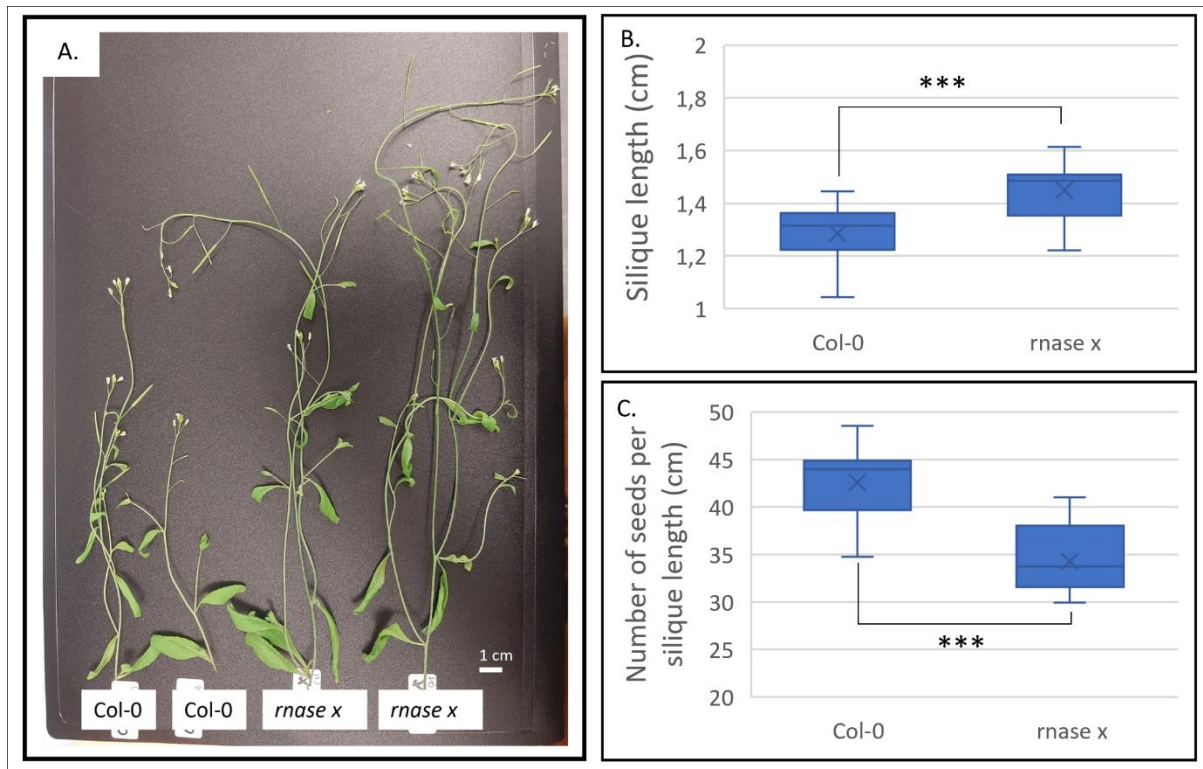 A.
1 cm
Col-0
Col-0
rnase x
rnase x
B.
Silique length (cm)
2
1,8
1,6
1,4
1,2
1
***
Col-0
rnase x
C.
Number of seeds per
silique length (cm)
50
45
40
35
30
25
20
***
Col-0
rnase x